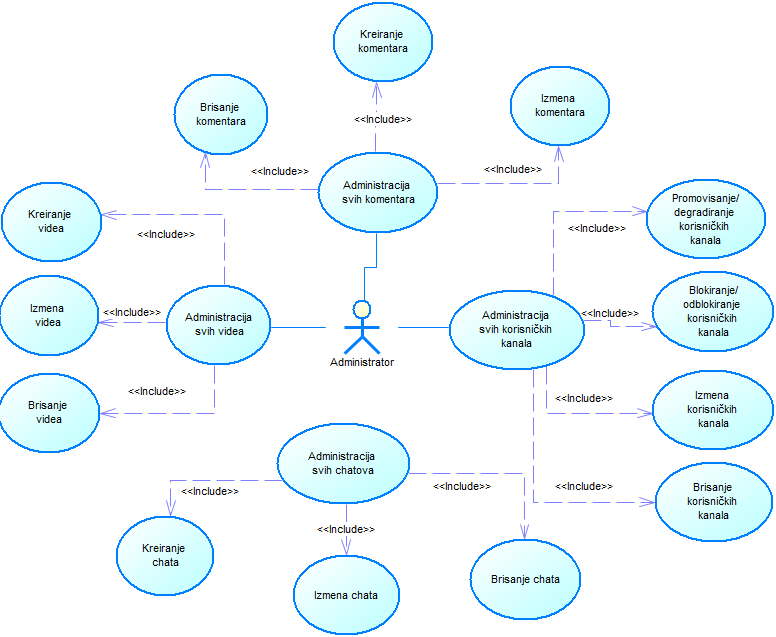 Kreiranje
komentara
Brisanje
komentara
Izmena
komentara
<<Include>>
<<Include>>
<<Include>>
Administracija
svih komentara
Kreiranje
videa
<<Include>>
Izmena
videa
<<Include>>
Administracija
svih videa
Brisanje
videa
<<Include>>
Administrator
Administracija
svih korisničkih
kanala
Promovisanje/
degradiranje
korisničkih
kanala
<<Include>>
Blokiranje/
odblokiranje
korisničkih
kanala
<<Include>>
Izmena
korisničkih
kanala
<<Include>>
Brisanje
korisničkih
kanala
<<Include>>
Administracija
svih chatova
<<Include>>
<<Include>>
<<Include>>
Kreiranje
chata
Izmena chata
Brisanje chata